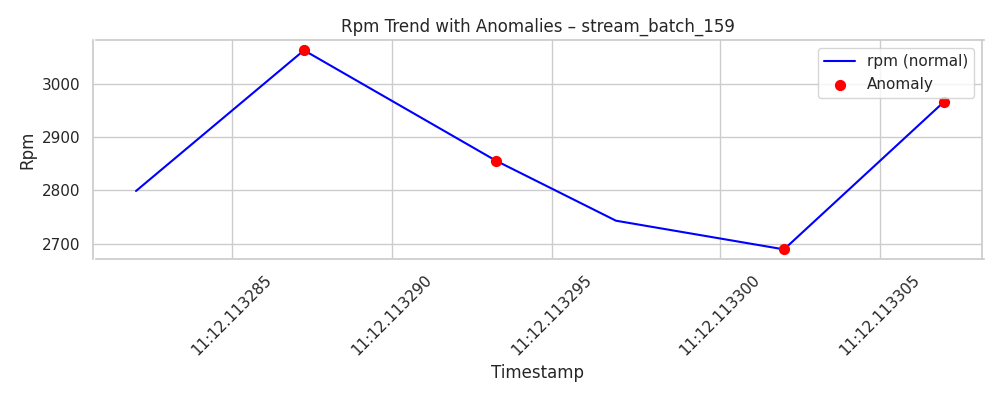 Rpm Trend with Anomalies – stream_batch_159
rpm (normal)
Anomaly
Rpm
3000
2900
2800
2700
11:12.113285
11:12.113290
11:12.113295
11:12.113300
11:12.113305
Timestamp